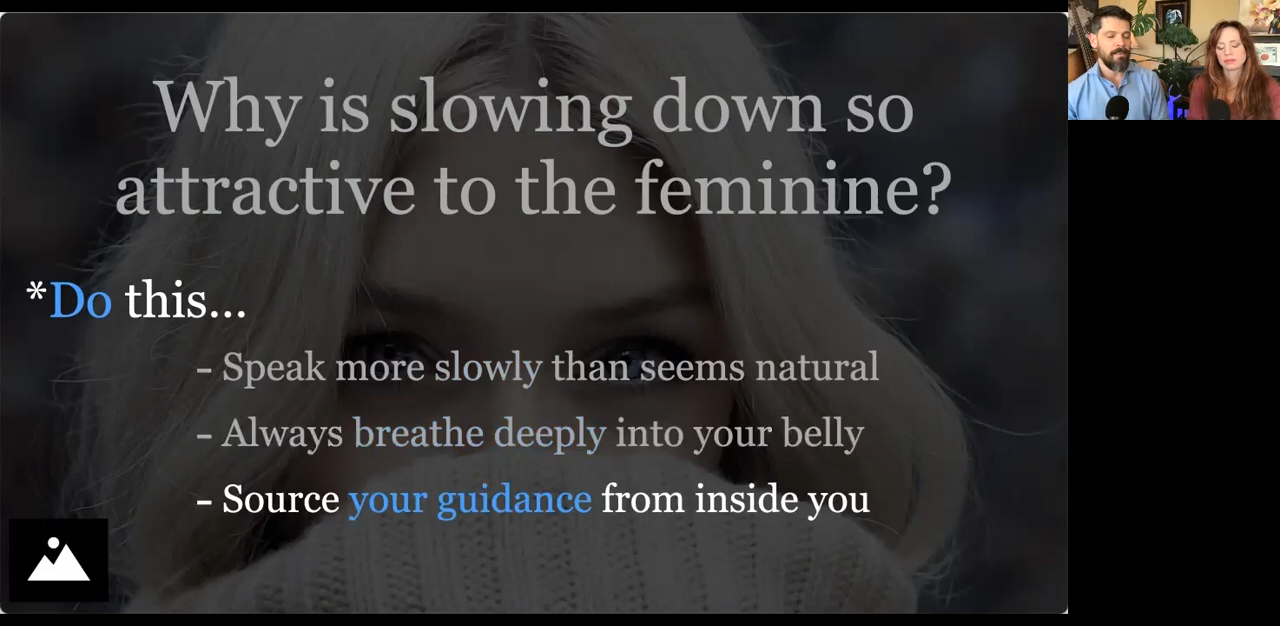 Why is slowing down so
attractive to the feminine?
*Do this...
- Speak more slowly than seems natural
- Always breathe deeply into your belly
- Source your guidance from inside you